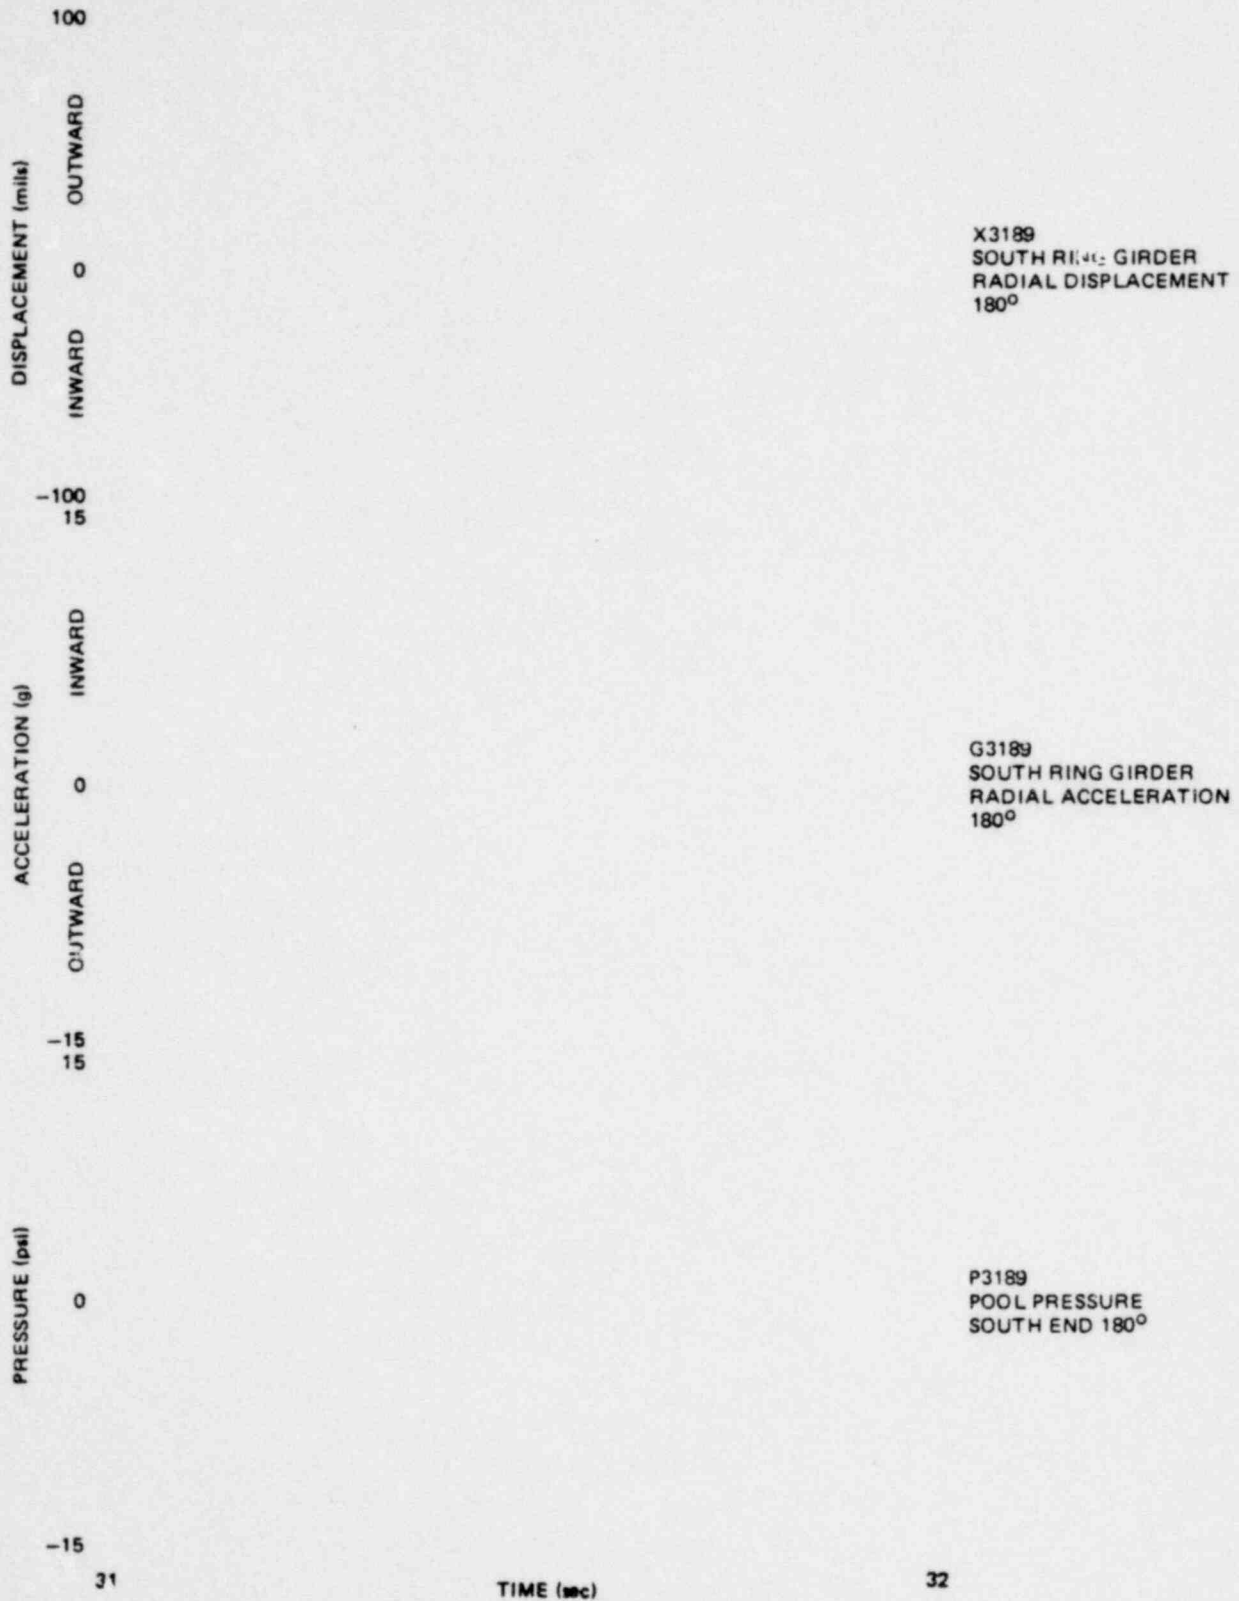 100
OUTWARD
DISPLACEMENT (mils)
0
INWARD
-100
X3189
SOUTH RING GIRDER
RADIAL DISPLACEMENT
180°
15
INWARD
ACCELERATION (g)
0
OUTWARD
-15
G3189
SOUTH RING GIRDER
RADIAL ACCELERATION
180°
15
PRESSURE (psi)
0
-15
P3189
POOL PRESSURE
SOUTH END 180°
31
TIME (sec)
32